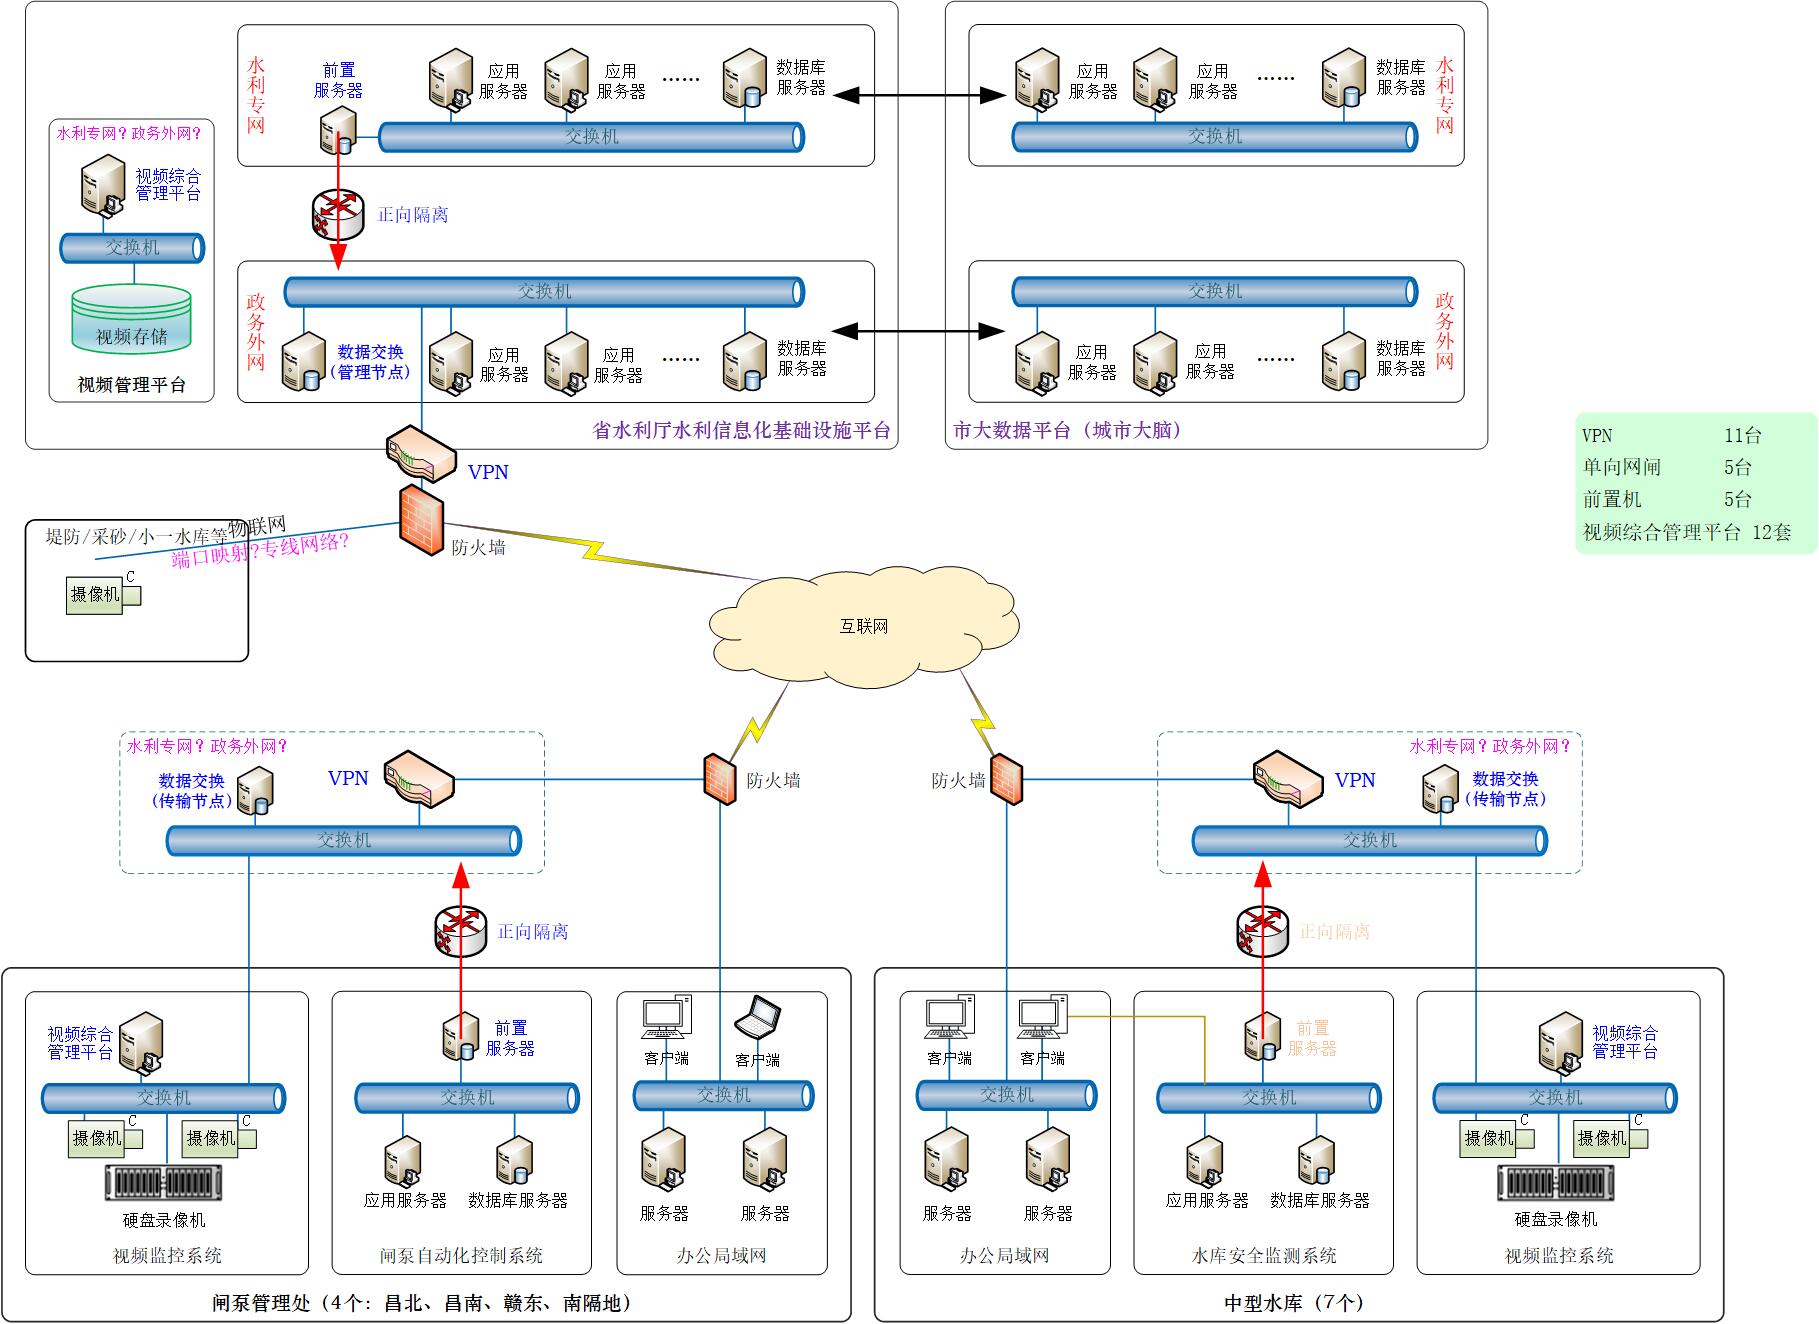 水利专网
前置
服务器
应用
服务器
应用
服务器
……
数据库
服务器
交换机
应用
服务器
应用
服务器
……
数据库
服务器
水利专网
交换机
水利专网？政务外网？
视频综合
管理平台
交换机
视频存储
视频管理平台
正向隔离
政务外网
交换机
数据交换
（管理节点）
应用
服务器
应用
服务器
……
数据库
服务器
省水利厅水利信息化基础设施平台
交换机
应用
服务器
应用
服务器
……
数据库
服务器
政务外网
市大数据平台（城市大脑）
VPN
防火墙
VPN 11台
单向网闸 5台
前置机 5台
视频综合管理平台 12套
堤防/采砂/小一水库等
物联网
端口映射?专线网络?
摄像机
C
互联网
水利专网？政务外网？
数据交换
（传输节点）
VPN
交换机
防火墙
防火墙
水利专网？政务外网？
VPN
数据交换
（传输节点）
交换机
正向隔离
正向隔离
视频综合
管理平台
交换机
摄像机
C
摄像机
C
硬盘录像机
视频监控系统
前置
服务器
交换机
应用服务器
数据库服务器
闸泵自动化控制系统
客户端
客户端
交换机
服务器
服务器
办公局域网
闸泵管理处（4个：昌北、昌南、赣东、南隔地）
客户端
客户端
交换机
服务器
服务器
办公局域网
前置
服务器
交换机
应用服务器
数据库服务器
水库安全监测系统
视频综合
管理平台
交换机
摄像机
C
摄像机
C
硬盘录像机
视频监控系统
中型水库（7个）